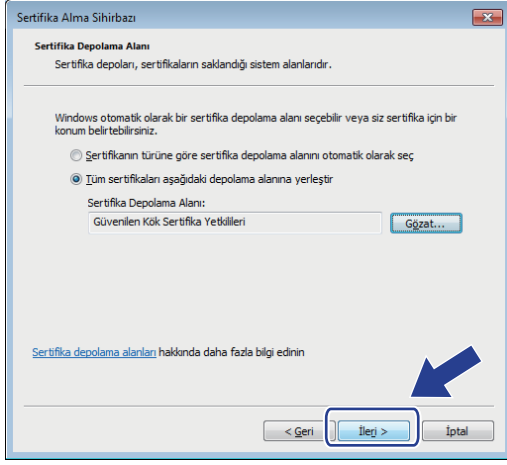 Sertifika Alma Sihirbazı
Sertifika Depolama Alanı
Sertifika depoları, sertifikaların saklandığı sistem alanlarıdır.
Windows otomatik olarak bir sertifika depolama alanı seçebilir veya siz sertifika için bir
konum belirtebilirsiniz.
Sertifikanın türüne göre sertifika depolama alanını otomatik olarak seç
Tüm sertifikaları aşağıdaki depolama alanına yerleştir
Sertifika Depolama Alanı:
Güvenilen Kök Sertifika Yetkilileri
Gözat...
Sertifika depolama alanları hakkında daha fazla bilgi edinin
< Geri İleri > İptal